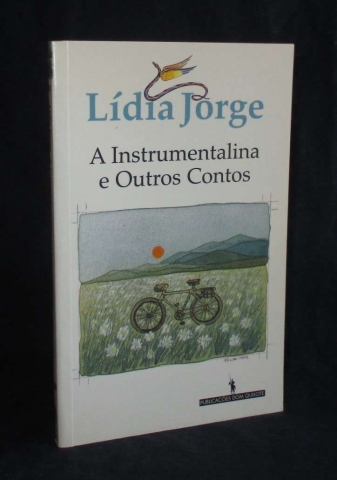 Lídia Jorge
A Instrumentalina
e Outros Contos
PUBLICAÇÕES DOM QUIXOTE